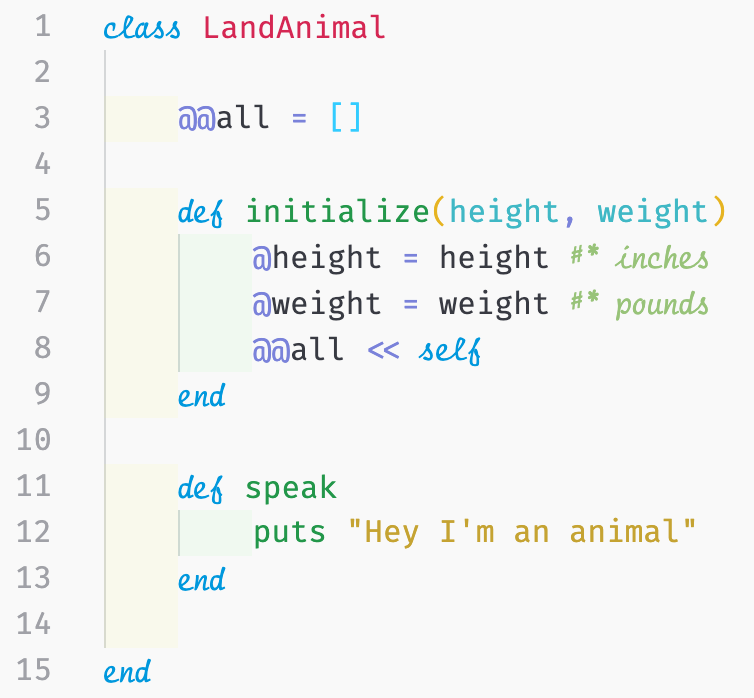 1 class LandAnimal
2
3 @@all = []
4
5 def initialize(height, weight)
6 @height = height #* inches
7 @weight = weight #* pounds
8 @@all << self
9 end
10
11 def speak
12 puts "Hey I'm an animal"
13 end
14
15 end